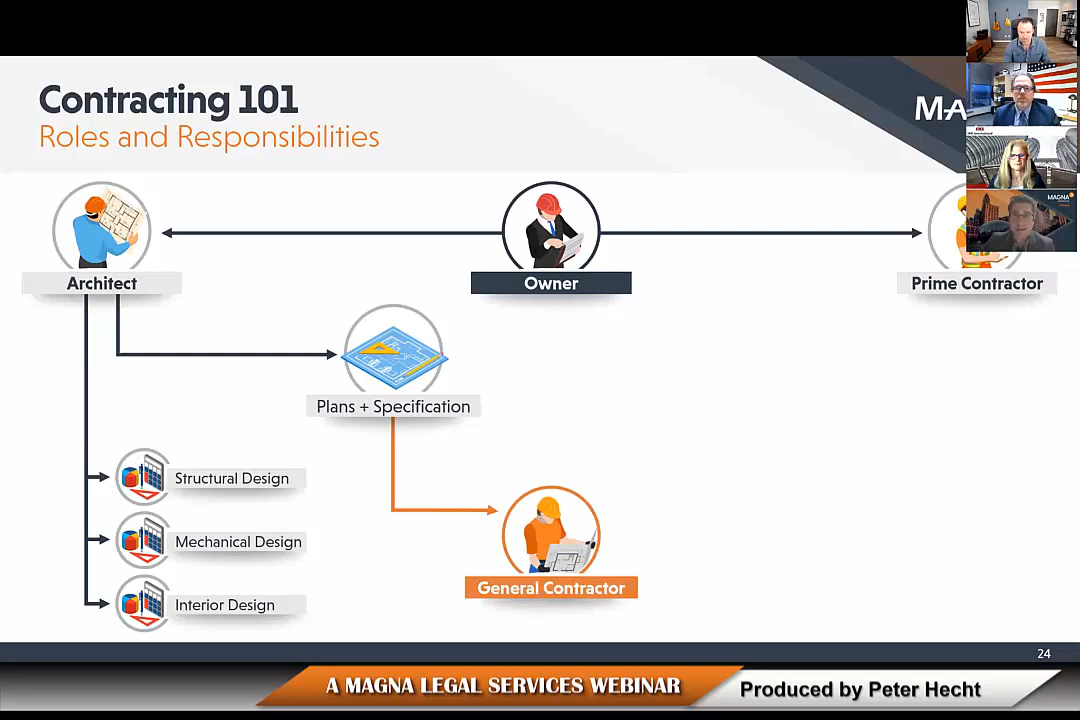 Contracting 101
Roles and Responsibilities
MA
MAGNA
Architect
Owner
Prime Contractor
Plans + Specification
Structural Design
Mechanical Design
Interior Design
General Contractor
24
A MAGNA LEGAL SERVICES WEBINAR
Produced by Peter Hecht